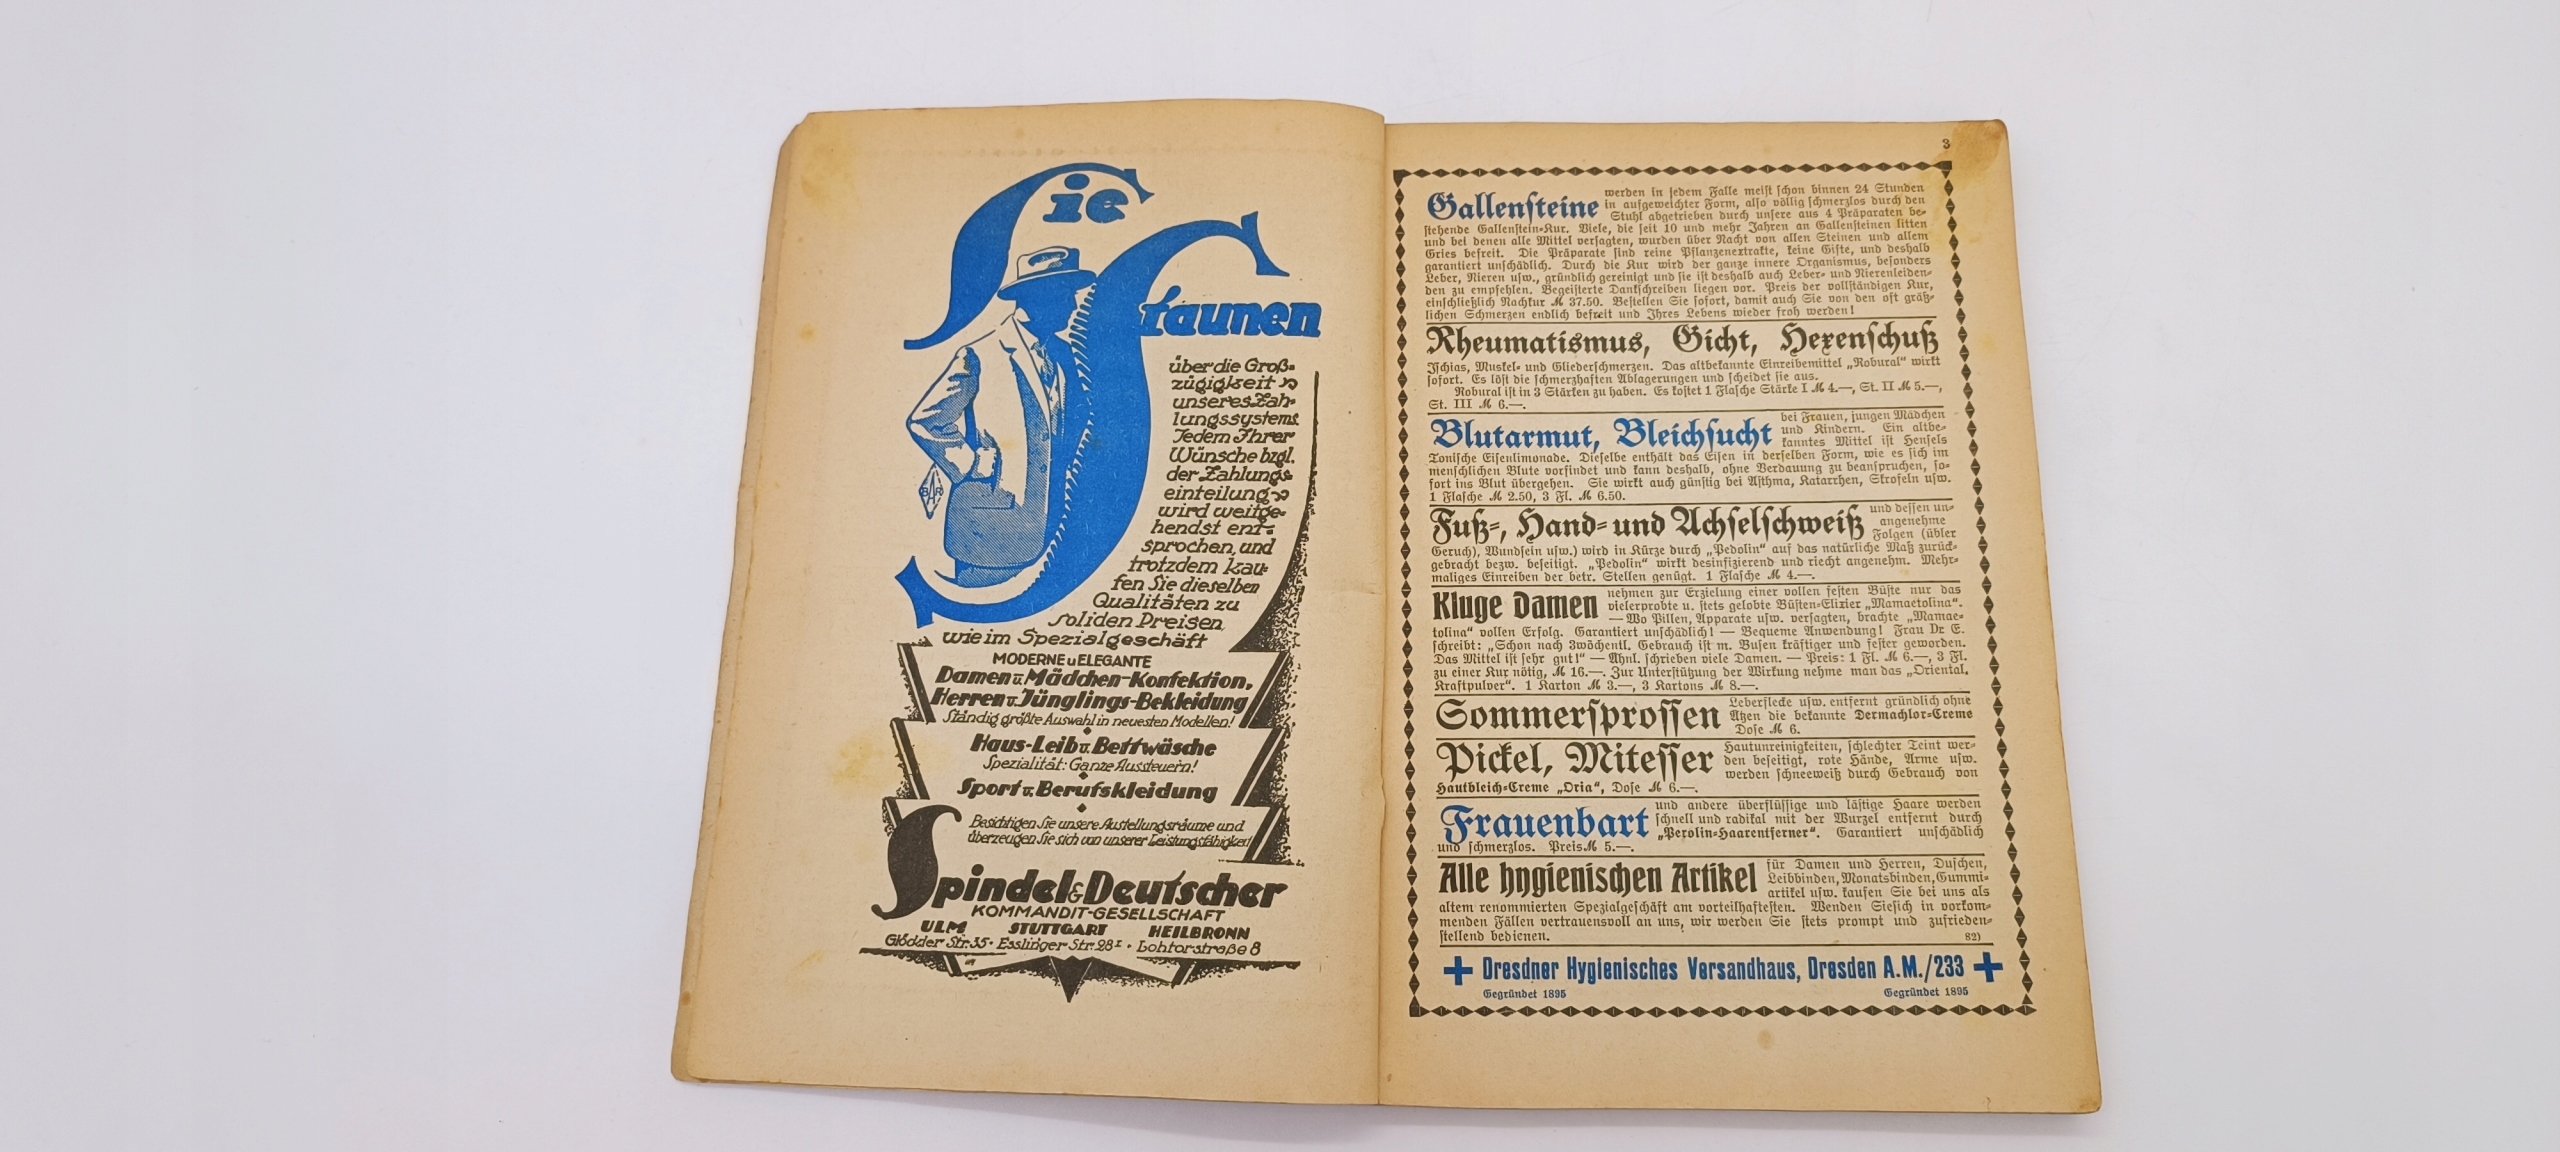 Sie
Staunen
über die Groß-
zügigkeit
unseres Zah-
lungssystems.
Jedem Ihrer
Wünsche bzgl.
der Zahlungs-
einteilung
wird weitge-
hendst ent-
sprochen, und
trotzdem kau-
fen Sie dieselben
Qualitäten zu
soliden Preisen,
wie im Spezialgeschäft
MODERNE u ELEGANTE
Damen u. Mädchen-Konfektion,
Herren u. Jünglings-Bekleidung
Ständig größte Auswahl in neuesten Modellen!
Haus-Leib u. Bettwäsche
Spezialität: Ganze Aussteuern!
Sport u. Berufskleidung
Besichtigen Sie unsere Austellungsräume und
überzeugen Sie sich von unserer Leistungsfähigkeit
Spindel & Deutscher
KOMMANDIT-GESELLSCHAFT
ULM STUTTGART HEILBRONN
Glöckler Str. 35 · Esslinger Str. 28 I · Lohtorstraße 8
3
Gallensteine werden in jedem Falle meist schon binnen 24 Stunden
in aufgeweichter Form, also völlig schmerzlos durch den
Stuhl abgetrieben durch unsere aus 4 Präparaten be-
stehende Gallenstein-Kur. Viele, die seit 10 und mehr Jahren an Gallensteinen litten
und bei denen alle Mittel versagten, wurden über Nacht von allen Steinen und allem
Gries befreit. Die Präparate sind reine Pflanzenextrakte, keine Gifte, und deshalb
garantiert unschädlich. Durch die Kur wird der ganze innere Organismus, besonders
Leber, Nieren usw., gründlich gereinigt und sie ist deshalb auch Leber- und Nierenleiden-
den zu empfehlen. Begeisterte Dankschreiben liegen vor. Preis der vollständigen Kur,
einschließlich Nachkur M 37.50. Bestellen Sie sofort, damit auch Sie von den oft gräß-
lichen Schmerzen endlich befreit und Ihres Lebens wieder froh werden!
Rheumatismus, Gicht, Hexenschuß
Ischias, Muskel- und Gliederschmerzen. Das altbekannte Einreibemittel „Robural" wirkt
sofort. Es löst die schmerzhaften Ablagerungen und scheidet sie aus.
Robural ist in 3 Stärken zu haben. Es kostet 1 Flasche Stärke I M 4.—, St. II M 5.—,
St. III M 6.—.
Blutarmut, Bleichsucht bei Frauen, jungen Mädchen
und Kindern. Ein altbe-
kanntes Mittel ist Hensels
Tonische Eisenlimonade. Dieselbe enthält das Eisen in derselben Form, wie es sich im
menschlichen Blute vorfindet und kann deshalb, ohne Verdauung zu beanspruchen, so-
fort ins Blut übergehen. Sie wirkt auch günstig bei Asthma, Katarrhen, Skrofeln usw.
1 Flasche M 2.50, 3 Fl. M 6.50.
Fuß-, Hand- und Achselschweiß und dessen un-
angenehme
Folgen (übler
Geruch), Wundsein usw.) wird in Kürze durch „Pedolin" auf das natürliche Maß zurück-
gebracht bezw. beseitigt. „Pedolin" wirkt desinfizierend und riecht angenehm. Mehr-
maliges Einreiben der betr. Stellen genügt. 1 Flasche M 4.—.
Kluge Damen nehmen zur Erzielung einer vollen festen Büste nur das
vielerprobte u. stets gelobte Büsten-Elixier „Mamaetolina".
— Wo Pillen, Apparate usw. versagten, brachte „Mamae-
tolina" vollen Erfolg. Garantiert unschädlich! — Bequeme Anwendung! Frau Dr. E.
schreibt: „Schon nach 3wöchentl. Gebrauch ist m. Busen kräftiger und fester geworden.
Das Mittel ist sehr gut!" — Ähnl. schrieben viele Damen. — Preis: 1 Fl. M 6.—, 3 Fl.
zu einer Kur nötig, M 16.—. Zur Unterstützung der Wirkung nehme man das „Oriental.
Kraftpulver". 1 Karton M 3.—, 3 Kartons M 8.—.
Sommersprossen Leberflecke usw. entfernt gründlich ohne
Ätzen die bekannte Dermachlor-Creme
Dose M 6.
Pickel, Mitesser Hautunreinigkeiten, schlechter Teint wer-
den beseitigt, rote Hände, Arme usw.
werden schneeweiß durch Gebrauch von
Hautbleich-Creme „Oria", Dose M 6.—.
Frauenbart und andere überflüssige und lästige Haare werden
schnell und radikal mit der Wurzel entfernt durch
„Perolin-Haarentferner". Garantiert unschädlich
und schmerzlos. Preis M 5.—.
Alle hygienischen Artikel für Damen und Herren, Duschen,
Leibbinden, Monatsbinden, Gummi-
artikel usw. kaufen Sie bei uns als
altem renommierten Spezialgeschäft am vorteilhaftesten. Wenden Sie sich in vorkom-
menden Fällen vertrauensvoll an uns, wir werden Sie stets prompt und zufrieden-
stellend bedienen. 82)
Dresdner Hygienisches Versandhaus, Dresden A.M./233
Gegründet 1895 Gegründet 1895